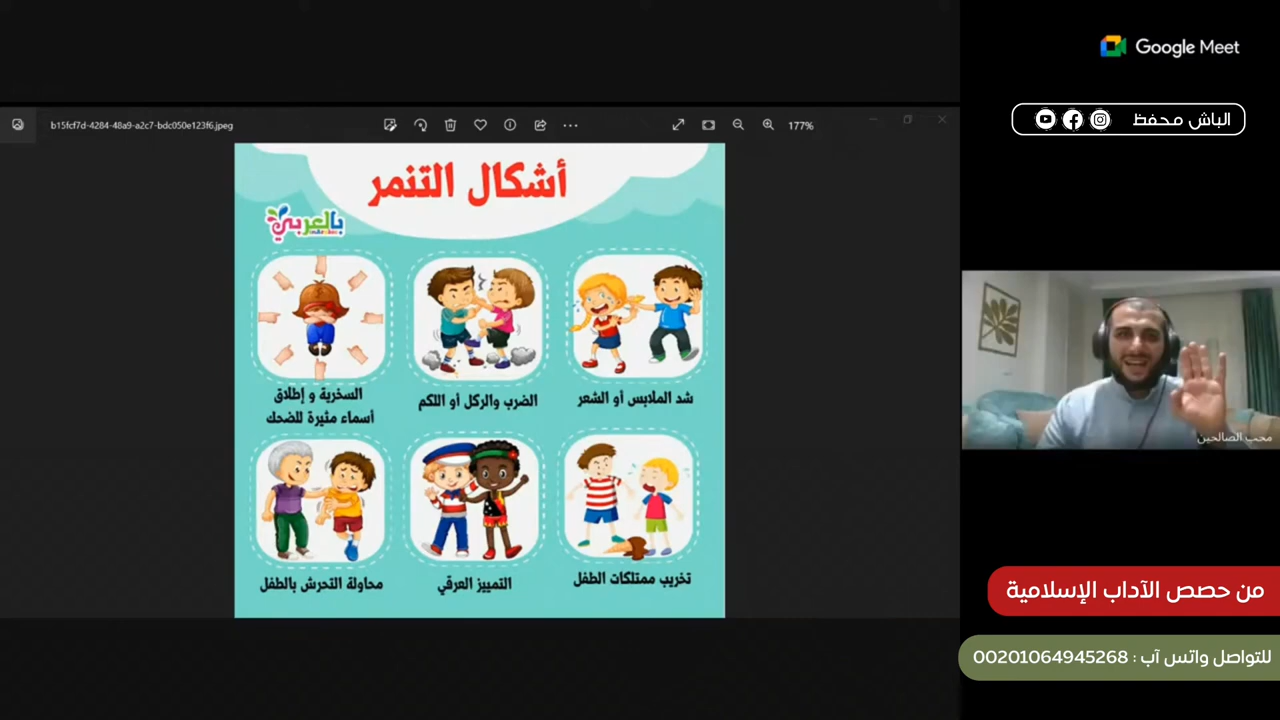 Google Meet
الباش محفظ
b15fcf7d-4284-48a9-a2c7-bdc050e123f6.jpeg
177%
أشكال التنمر
بالعربي
شد الملابس أو الشعر
الضرب والركل أو اللكم
السخرية و إطلاق
أسماء مثيرة للضحك
تخريب ممتلكات الطفل
التمييز العرقي
محاولة التحرش بالطفل
محب الصالحين
من حصص الآداب الإسلامية
للتواصل واتس آب : 00201064945268